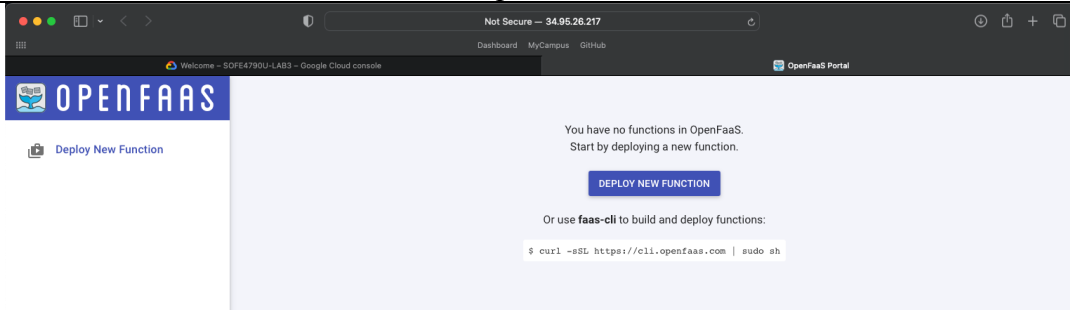 Not Secure — 34.95.26.217
Dashboard MyCampus GitHub
Welcome – SOFE4790U-LAB3 – Google Cloud console
OpenFaaS Portal
OPENFAAS
Deploy New Function
You have no functions in OpenFaaS.
Start by deploying a new function.
DEPLOY NEW FUNCTION
Or use faas-cli to build and deploy functions:
$ curl -sSL https://cli.openfaas.com | sudo sh